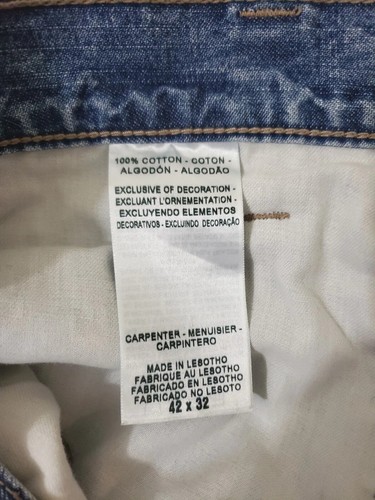 100% COTTON - COTON -
ALGODÓN - ALGODÃO
EXCLUSIVE OF DECORATION -
EXCLUANT L'ORNEMENTATION -
EXCLUYENDO ELEMENTOS
DECORATIVOS - EXCLUINDO DECORAÇÃO
CARPENTER - MENUISIER -
CARPINTERO
MADE IN LESOTHO
FABRIQUE AU LESOTHO
FABRICADO EN LESOTHO
FABRICADO NO LESOTO
42 x 32